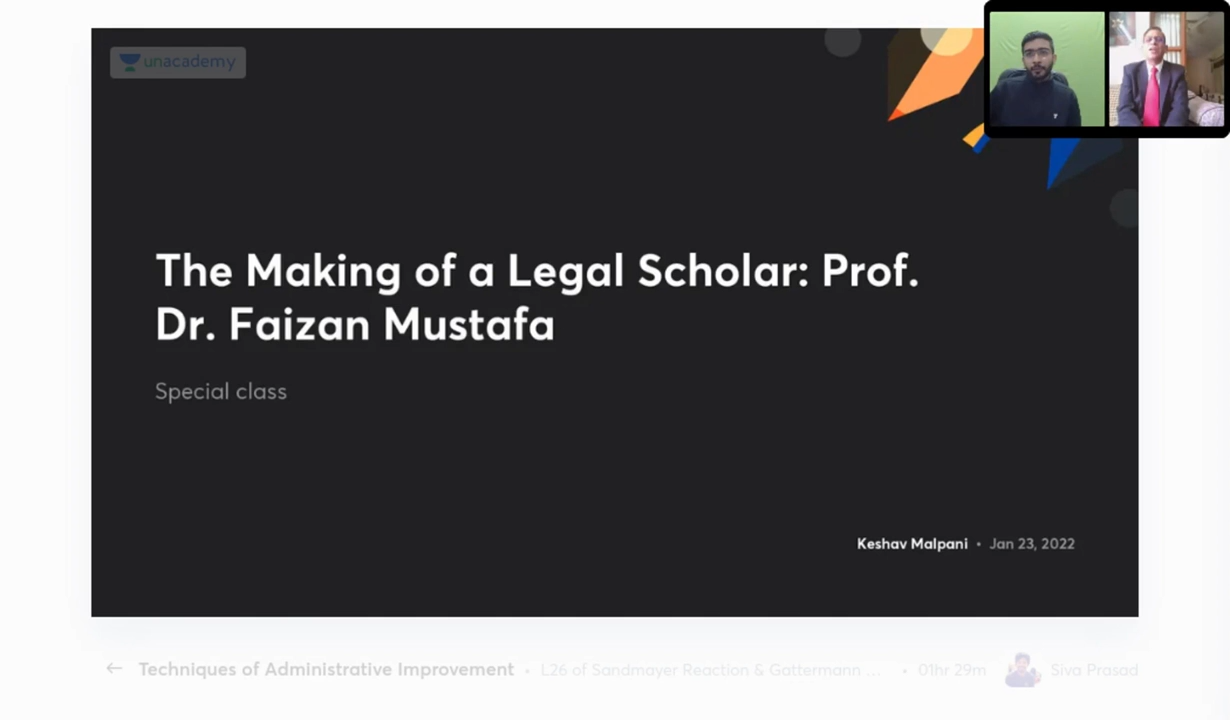 unacademy
The Making of a Legal Scholar: Prof.
Dr. Faizan Mustafa
Special class
Keshav Malpani • Jan 23, 2022
← Techniques of Administrative Improvement • L26 of Sandmayer Reaction & Gattermann ... • 01hr 29m Siva Prasad